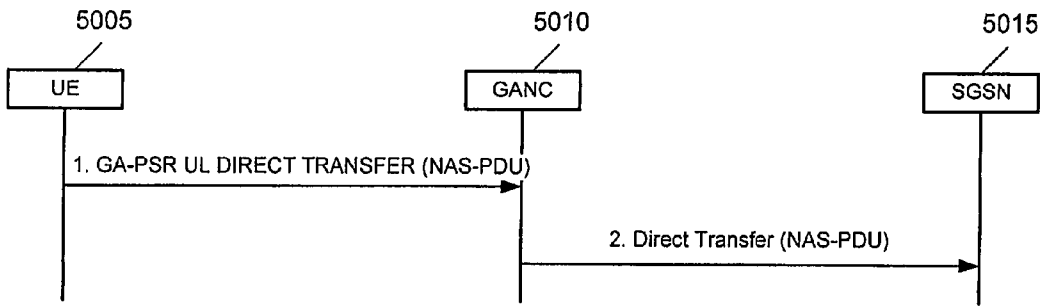 5005
5010
5015
UE
GANC
SGSN
1. GA-PSR UL DIRECT TRANSFER (NAS-PDU)
2. Direct Transfer (NAS-PDU)